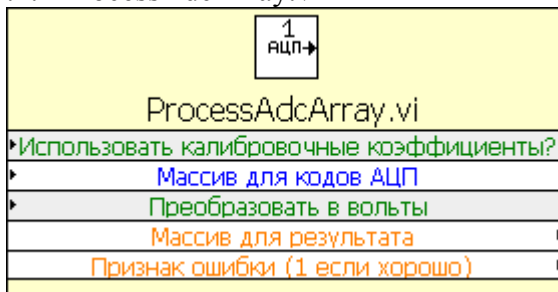 1
АЦП
ProcessAdcArray.vi
Использовать калибровочные коэффициенты?
Массив для кодов АЦП
Преобразовать в вольты
Массив для результата
Признак ошибки (1 если хорошо)